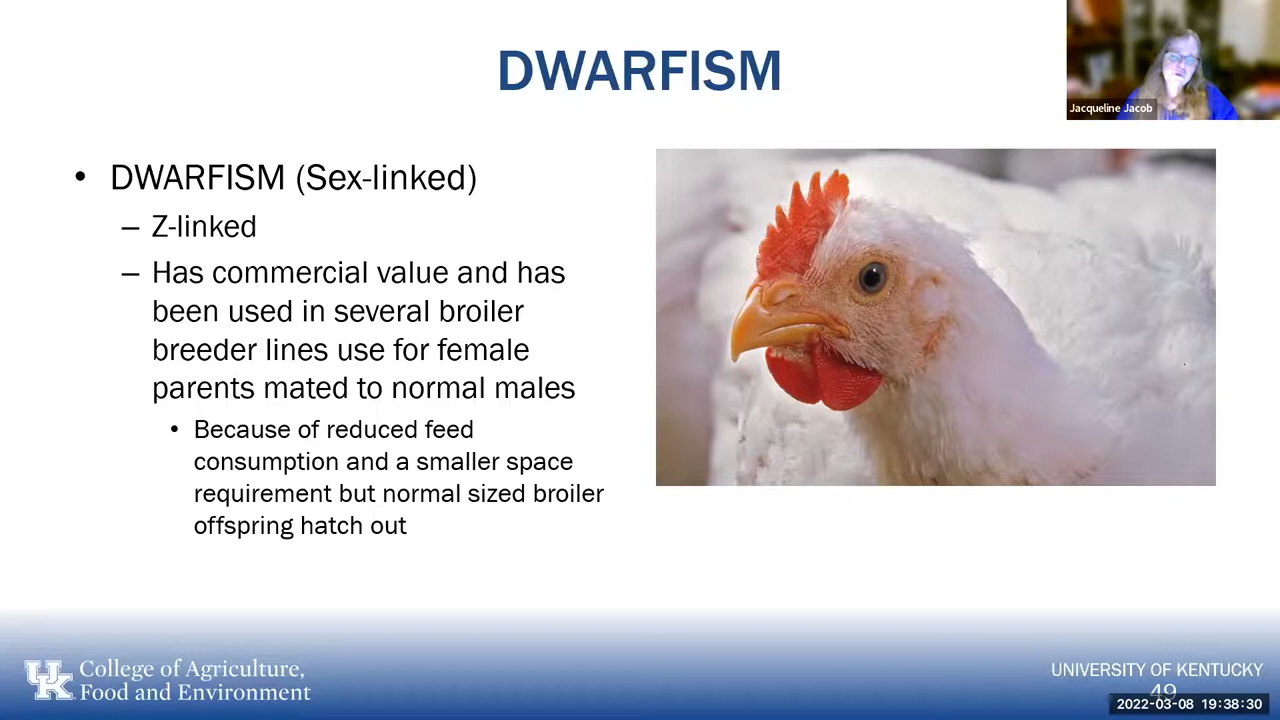 DWARFISM
Jacqueline Jacob
• DWARFISM (Sex-linked)
– Z-linked
– Has commercial value and has
been used in several broiler
breeder lines use for female
parents mated to normal males
• Because of reduced feed
consumption and a smaller space
requirement but normal sized broiler
offspring hatch out
UK College of Agriculture,
Food and Environment
UNIVERSITY OF KENTUCKY
49
2022-03-08 19:38:30